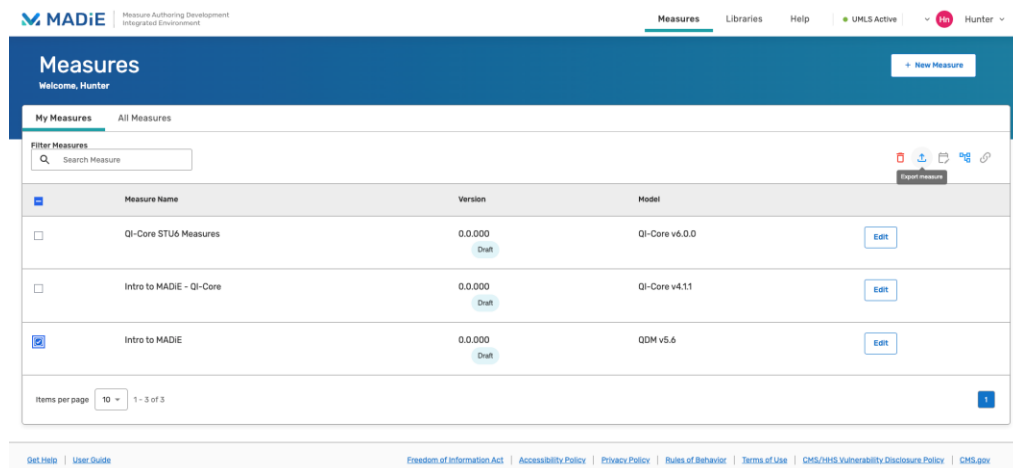 MADiE
Measure Authoring Development
Integrated Environment
Measures Libraries Help UMLS Active Hn Hunter
Measures
Welcome, Hunter
+ New Measure
My Measures All Measures
Filter Measures
Search Measure
Export measure
Measure Name Version Model
QI-Core STU6 Measures 0.0.000 QI-Core v6.0.0 Edit
Draft
Intro to MADiE - QI-Core 0.0.000 QI-Core v4.1.1 Edit
Draft
Intro to MADiE 0.0.000 QDM v5.6 Edit
Draft
Items per page 10 1 - 3 of 3 1
Get Help User Guide Freedom of Information Act Accessibility Policy Privacy Policy Rules of Behavior Terms of Use CMS/HHS Vulnerability Disclosure Policy CMS.gov